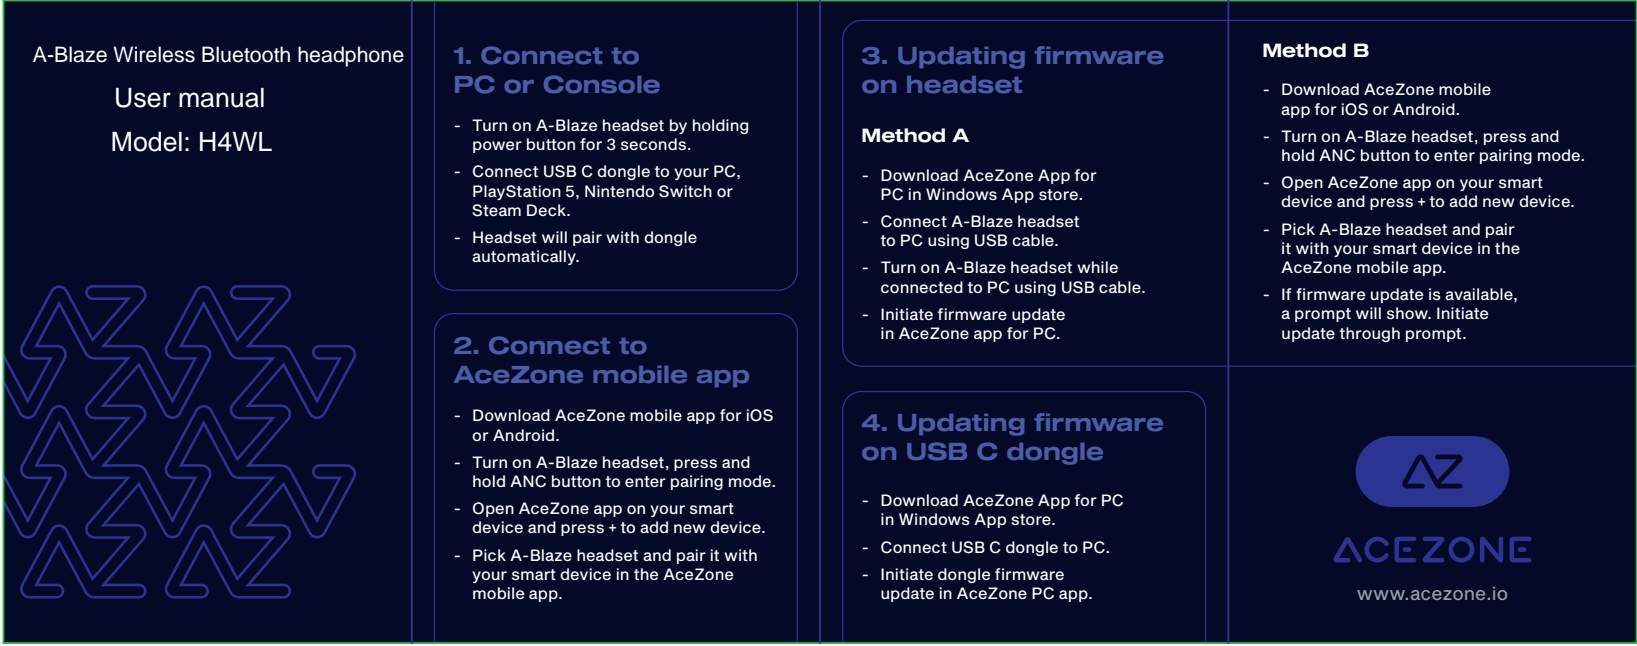 A-Blaze Wireless Bluetooth headphone
User manual
Model: H4WL
1. Connect to
PC or Console
- Turn on A-Blaze headset by holding
power button for 3 seconds.
- Connect USB C dongle to your PC,
PlayStation 5, Nintendo Switch or
Steam Deck.
- Headset will pair with dongle
automatically.
2. Connect to
AceZone mobile app
- Download AceZone mobile app for iOS
or Android.
- Turn on A-Blaze headset, press and
hold ANC button to enter pairing mode.
- Open AceZone app on your smart
device and press + to add new device.
- Pick A-Blaze headset and pair it with
your smart device in the AceZone
mobile app.
3. Updating firmware
on headset
Method A
- Download AceZone App for
PC in Windows App store.
- Connect A-Blaze headset
to PC using USB cable.
- Turn on A-Blaze headset while
connected to PC using USB cable.
- Initiate firmware update
in AceZone app for PC.
Method B
- Download AceZone mobile
app for iOS or Android.
- Turn on A-Blaze headset, press and
hold ANC button to enter pairing mode.
- Open AceZone app on your smart
device and press + to add new device.
- Pick A-Blaze headset and pair
it with your smart device in the
AceZone mobile app.
- If firmware update is available,
a prompt will show. Initiate
update through prompt.
4. Updating firmware
on USB C dongle
- Download AceZone App for PC
in Windows App store.
- Connect USB C dongle to PC.
- Initiate dongle firmware
update in AceZone PC app.
AZ
ACEZONE
www.acezone.io